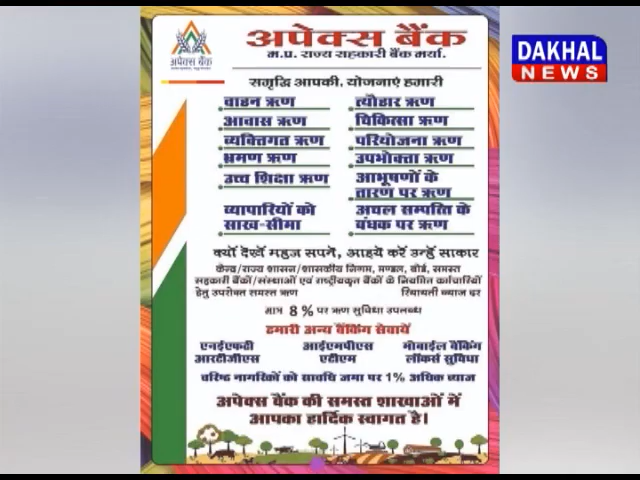 अपेक्स बैंक
म.प्र. राज्य सहकारी बैंक मर्या.
अपेक्स बैंक
DAKHAL
NEWS
समृद्धि आपकी, योजनाएं हमारी
वाहन ऋण
त्यौहार ऋण
आवास ऋण
चिकित्सा ऋण
व्यक्तिगत ऋण
परियोजना ऋण
भ्रमण ऋण
उपभोक्ता ऋण
उच्च शिक्षा ऋण
आभूषणों के
तारण पर ऋण
व्यापारियों को
साख-सीमा
अचल सम्पत्ति के
बंधक पर ऋण
क्यों देखें महज़ सपने, आइये करें उन्हें साकार
केन्द्र/राज्य शासन/शासकीय निगम, मण्डल, बोर्ड, समस्त
सहकारी बैंकों/संस्थाओं एवं राष्ट्रीयकृत बैंकों के नियमित कर्मचारियों
हेतु उपरोक्त समस्त ऋण रियायती ब्याज दर
मात्र 8% पर ऋण सुविधा उपलब्ध
हमारी अन्य बैंकिंग सेवायें
एनईएफटी आईएमपीएस मोबाईल बैंकिंग
आरटीजीएस एटीएम लॉकर्स सुविधा
वरिष्ठ नागरिकों को सावधि जमा पर 1% अधिक ब्याज
अपेक्स बैंक की समस्त शाखाओं में
आपका हार्दिक स्वागत है।